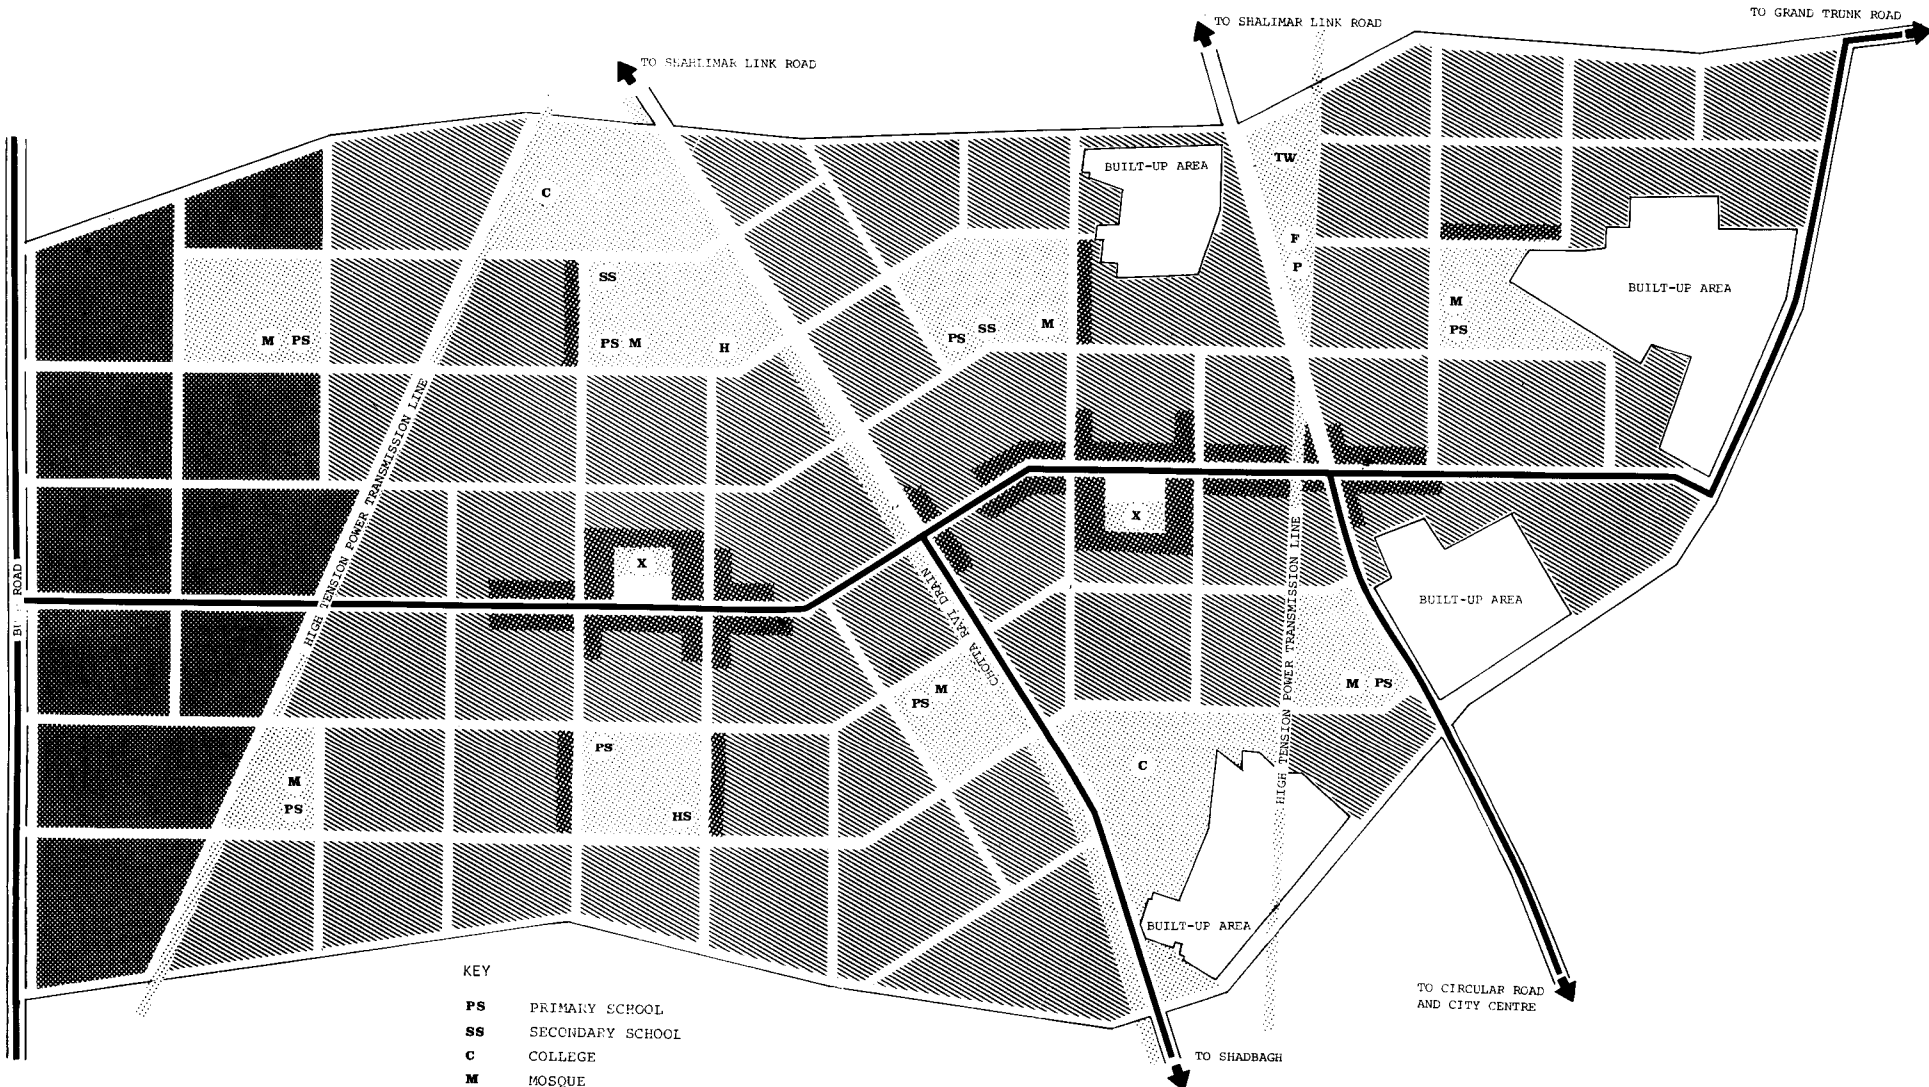 TO GRAND TRUNK ROAD
TO SHALIMAR LINK ROAD
TO SHAHLIMAR LINK ROAD
BUILT-UP AREA
TW
C
F
P
SS
BUILT-UP AREA
M PS
PS M
H
PS
SS
M
M
PS
HIGH TENSION POWER TRANSMISSION LINE
X
X
ROAD
CHOTTA RAVI DRAIN
HIGH TENSION POWER TRANSMISSION LINE
BUILT-UP AREA
M
PS
M PS
PS
M
PS
HS
C
BUILT-UP AREA
KEY
PS PRIMARY SCHOOL
SS SECONDARY SCHOOL
C COLLEGE
M MOSQUE
TO CIRCULAR ROAD
AND CITY CENTRE
TO SHADBAGH